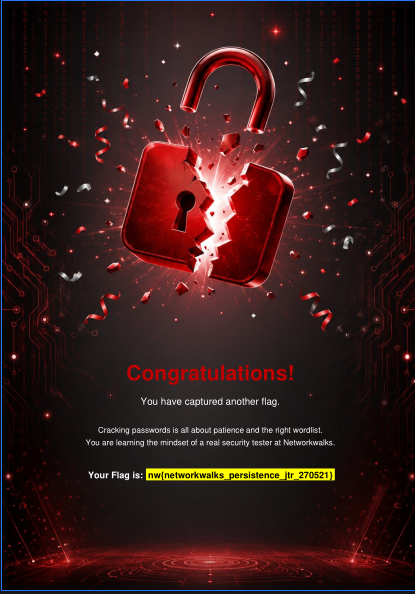 Congratulations!
You have captured another flag.
Cracking passwords is all about patience and the right wordlist.
You are learning the mindset of a real security tester at Networkwalks.
Your Flag is: nw{networkwalks_persistence_jtr_270521}